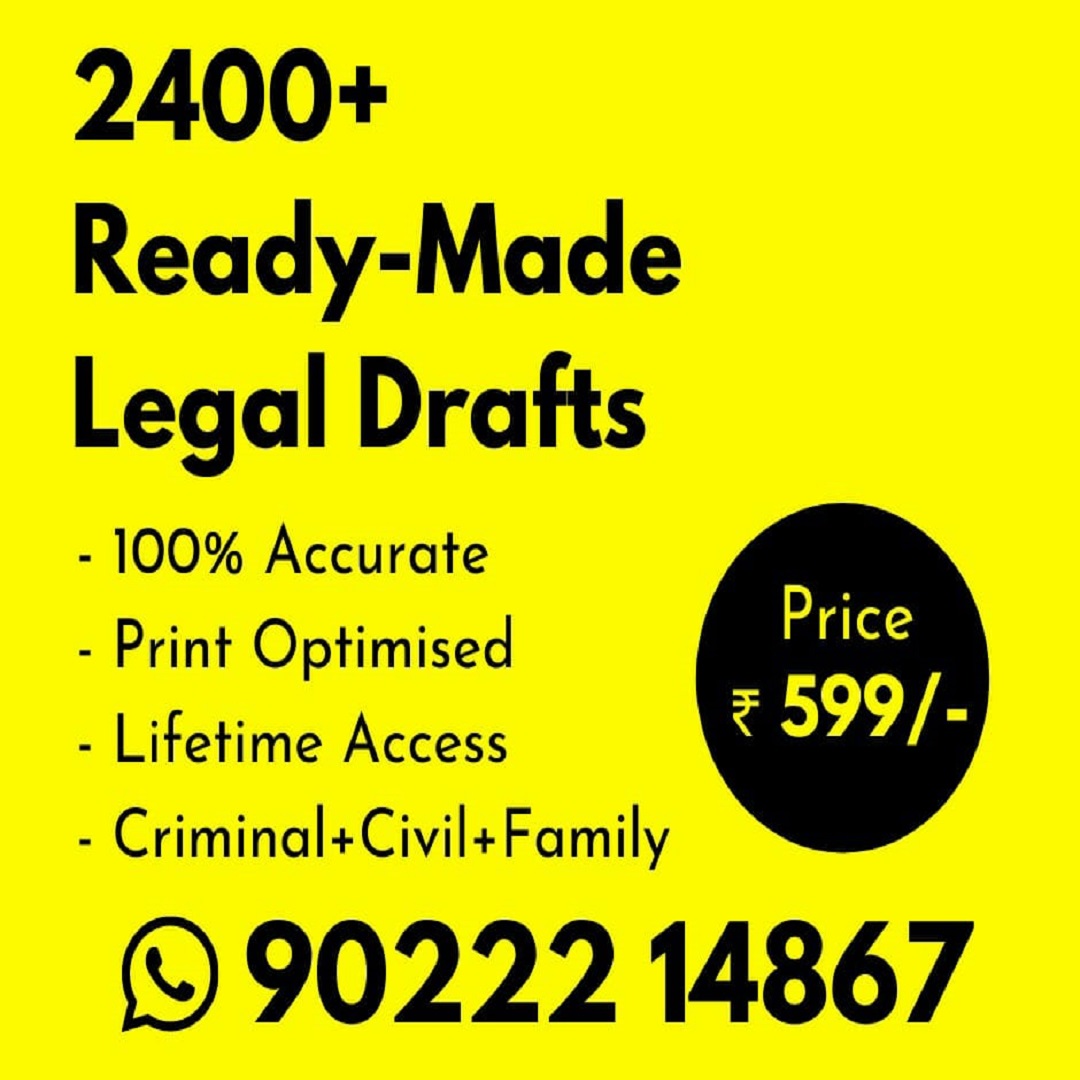 2400+
Ready-Made
Legal Drafts
- 100% Accurate
- Print Optimised
- Lifetime Access
- Criminal+Civil+Family
Price
₹ 599/-
90222 14867